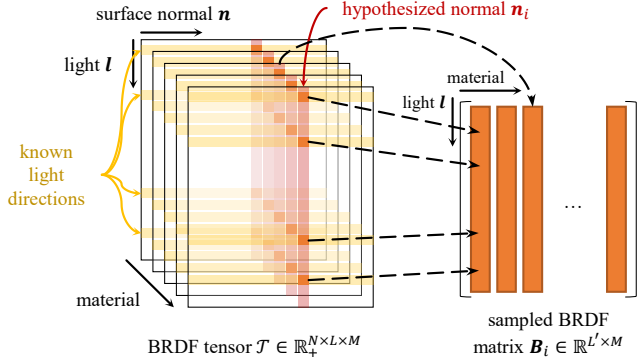 surface normal n
hypothesized normal nᵢ
light l
material
light l
known
light
directions
...
material
BRDF tensor 𝒯 ∈ ℝ₊^{N×L×M}
sampled BRDF
matrix Bᵢ ∈ ℝ^{L′×M}